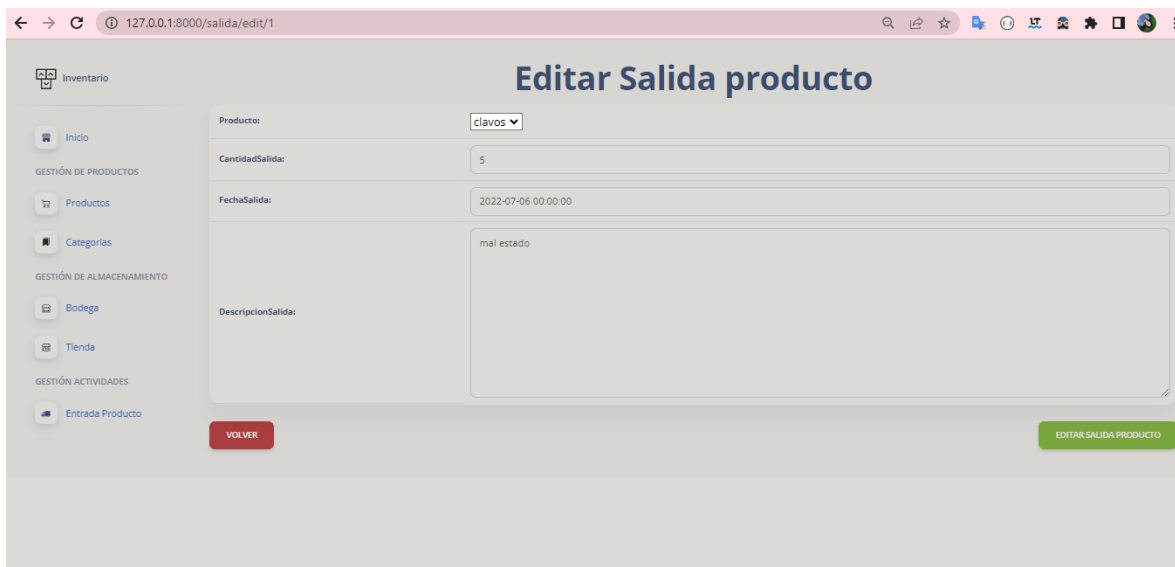 127.0.0.1:8000/salida/edit/1
Inventario
Editar Salida producto
Inicio
GESTIÓN DE PRODUCTOS
Productos
Categorías
GESTIÓN DE ALMACENAMIENTO
Bodega
Tienda
GESTIÓN ACTIVIDADES
Entrada Producto
Producto:
clavos
CantidadSalida:
5
FechaSalida:
2022-07-06 00:00:00
DescripcionSalida:
mal estado
VOLVER
EDITAR SALIDA PRODUCTO